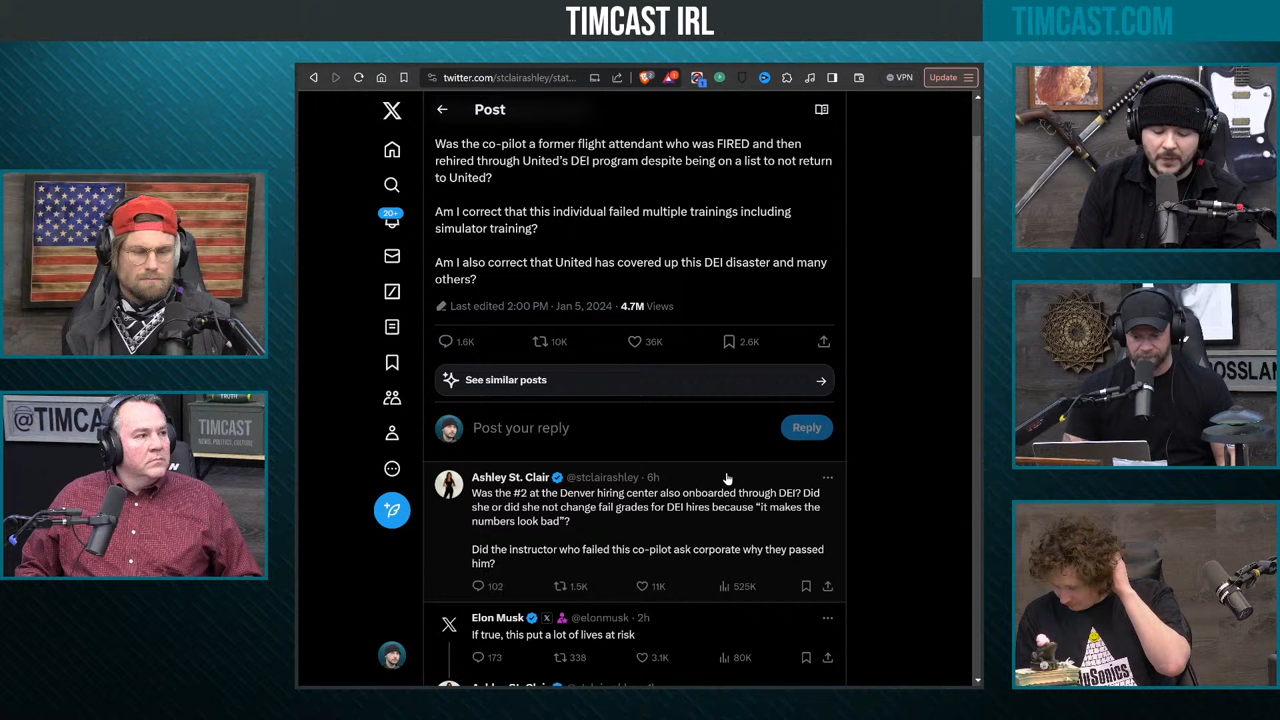 TIMCAST IRL
TIMCAST.COM
twitter.com/stclairashley/stat...
VPN
Update
Post
Was the co-pilot a former flight attendant who was FIRED and then
rehired through United's DEI program despite being on a list to not return
to United?
Am I correct that this individual failed multiple trainings including
simulator training?
Am I also correct that United has covered up this DEI disaster and many
others?
Last edited 2:00 PM · Jan 5, 2024 · 4.7M Views
1.6K
10K
36K
2.6K
See similar posts
Post your reply
Reply
20+
Ashley St. Clair @stclairashley · 6h
Was the #2 at the Denver hiring center also onboarded through DEI? Did
she or did she not change fail grades for DEI hires because “it makes the
numbers look bad”?
Did the instructor who failed this co-pilot ask corporate why they passed
him?
102
1.5K
11K
525K
Elon Musk @elonmusk · 2h
If true, this put a lot of lives at risk
173
338
3.1K
80K
@TIMCAST
TRUTH
TIMCAST
NEWS, POLITICS, CULTURE
OSSLAN